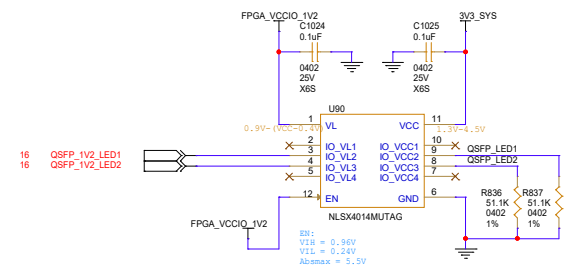 FPGA_VCCIO_1V2
3V3_SYS
C1024
0.1uF
0402
25V
X6S
C1025
0.1uF
0402
25V
X6S
U90
1
VL
VCC
11
0.9V-(VCC-0.4V)
1.3V-4.5V
2
IO_VL1
IO_VCC1
10
16 QSFP_1V2_LED1
3
IO_VL2
IO_VCC2
9
QSFP_LED1
16 QSFP_1V2_LED2
4
IO_VL3
IO_VCC3
8
QSFP_LED2
5
IO_VL4
IO_VCC4
7
12
EN
GND
6
NLSX4014MUTAG
R836
51.1K
0402
1%
R837
51.1K
0402
1%
FPGA_VCCIO_1V2
EN:
VIH = 0.96V
VIL = 0.24V
Absmax = 5.5V